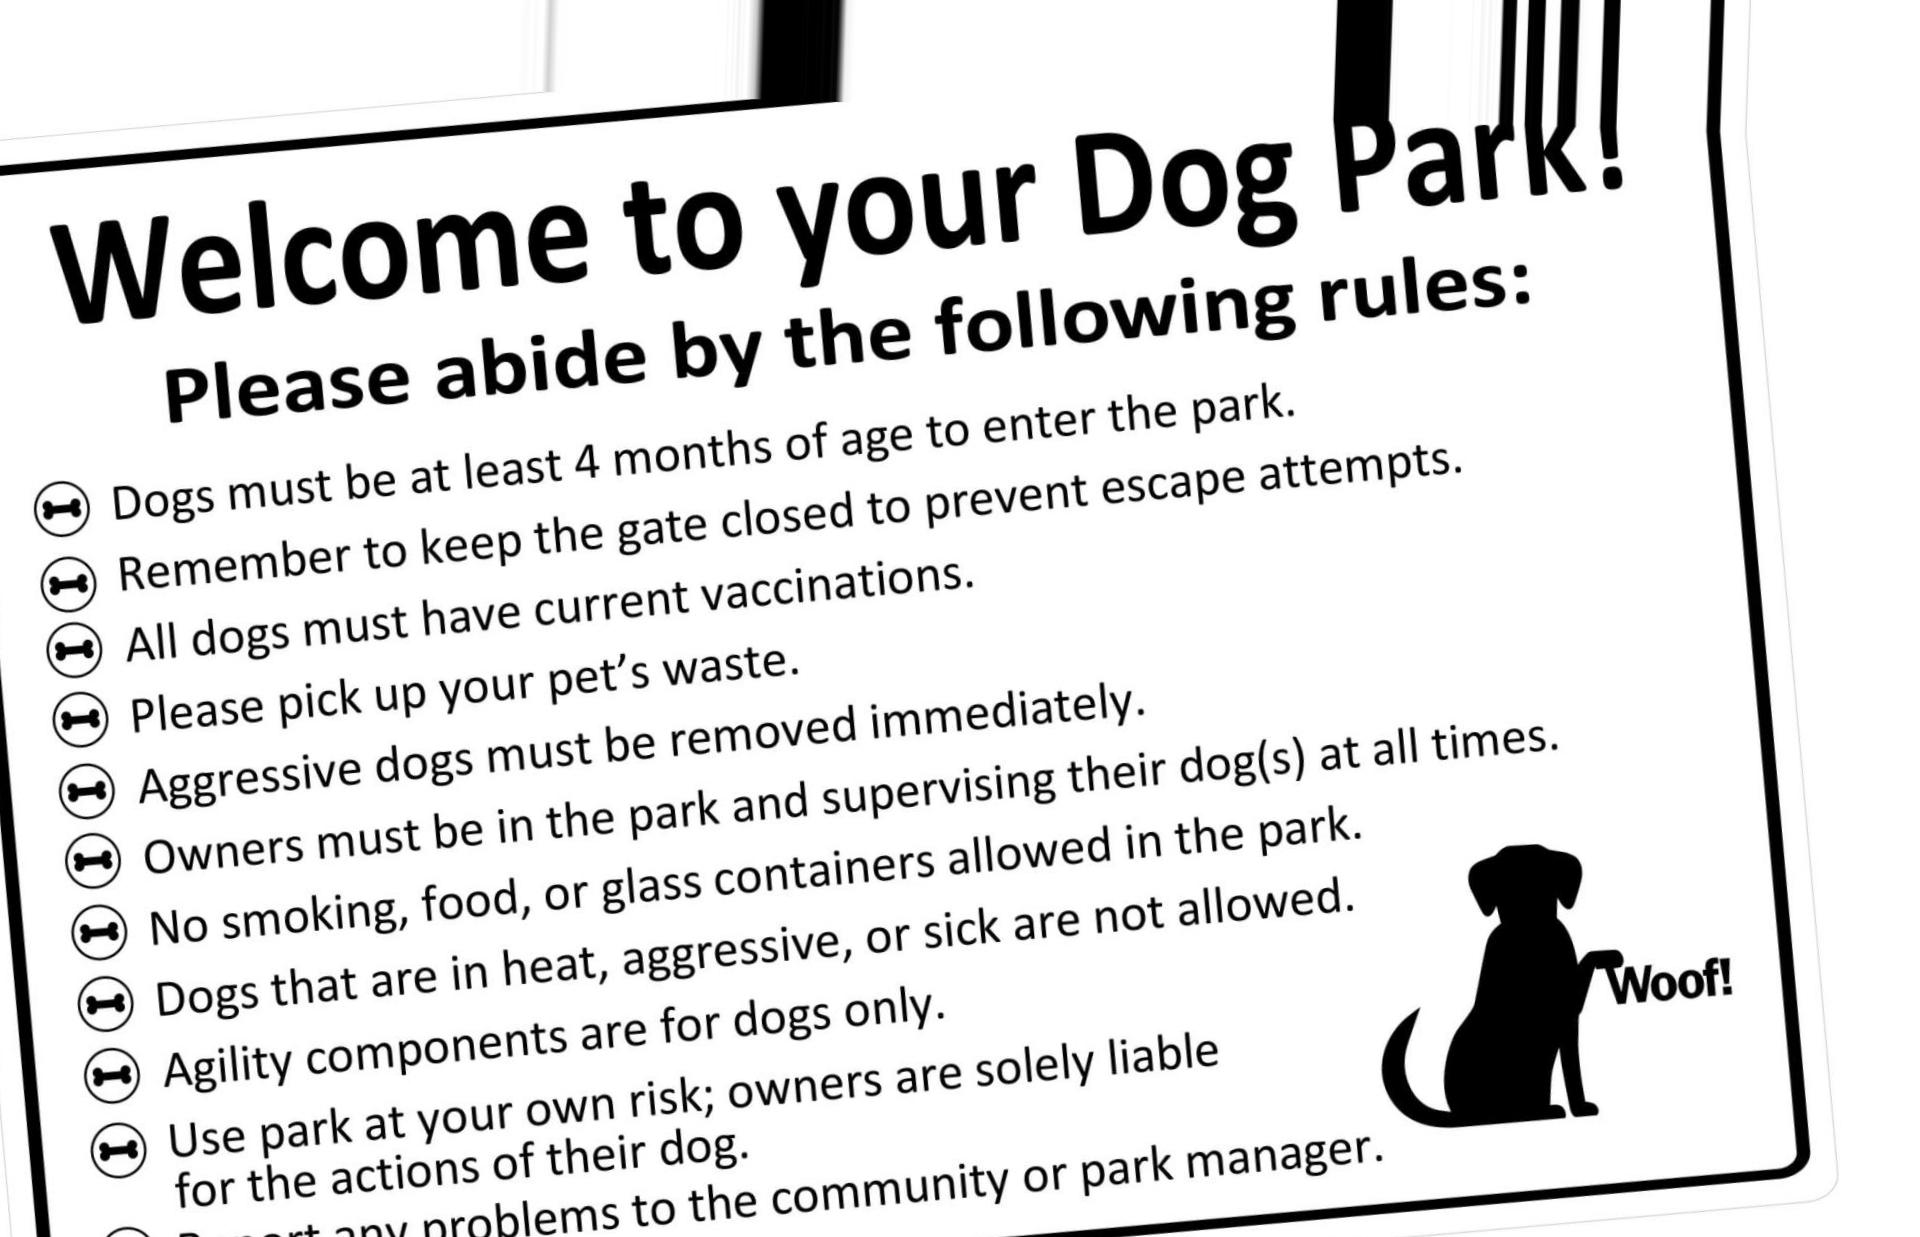 Welcome to your Dog Park!
Please abide by the following rules:
Dogs must be at least 4 months of age to enter the park.
Remember to keep the gate closed to prevent escape attempts.
All dogs must have current vaccinations.
Please pick up your pet’s waste.
Aggressive dogs must be removed immediately.
Owners must be in the park and supervising their dog(s) at all times.
No smoking, food, or glass containers allowed in the park.
Dogs that are in heat, aggressive, or sick are not allowed.
Agility components are for dogs only.
Use park at your own risk; owners are solely liable
for the actions of their dog.
Report any problems to the community or park manager.
Woof!